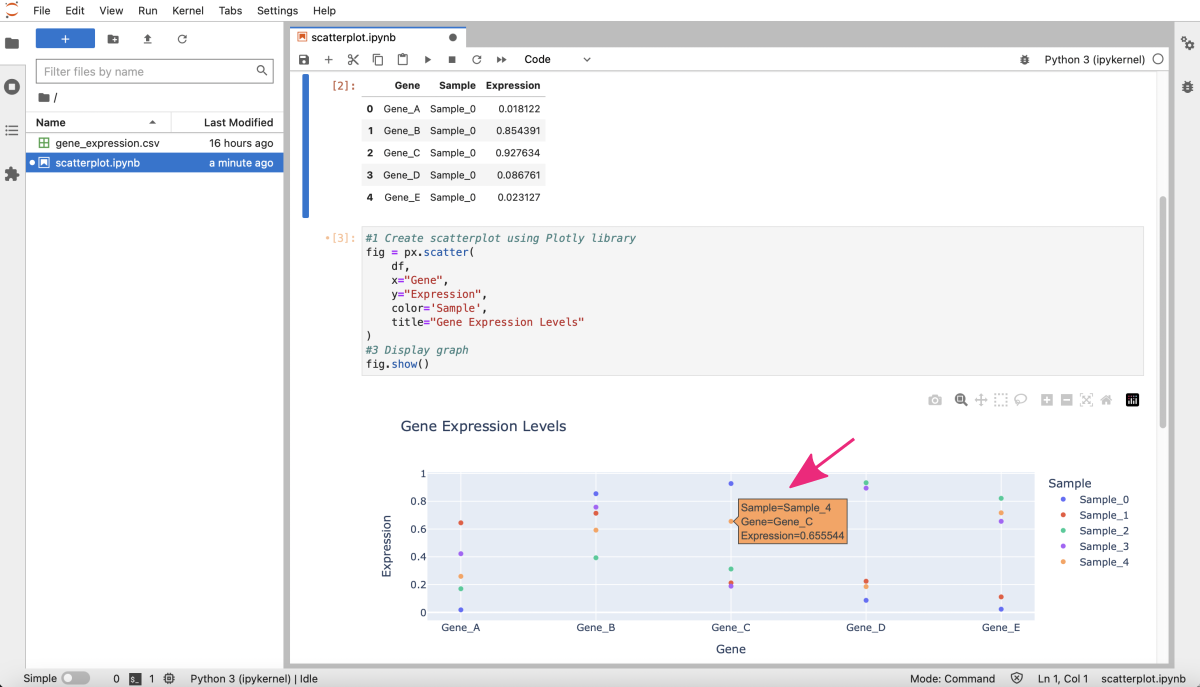 File Edit View Run Kernel Tabs Settings Help
+
Filter files by name
/
Name Last Modified
gene_expression.csv 16 hours ago
scatterplot.ipynb a minute ago
scatterplot.ipynb
Code
Python 3 (ipykernel)
[2]:
Gene Sample Expression
0 Gene_A Sample_0 0.018122
1 Gene_B Sample_0 0.854391
2 Gene_C Sample_0 0.927634
3 Gene_D Sample_0 0.086761
4 Gene_E Sample_0 0.023127
•[3]:
#1 Create scatterplot using Plotly library
fig = px.scatter(
    df,
    x="Gene",
    y="Expression",
    color='Sample',
    title="Gene Expression Levels"
)
#3 Display graph
fig.show()
Gene Expression Levels
Expression
1
0.8
0.6
0.4
0.2
0
Sample=Sample_4
Gene=Gene_C
Expression=0.655544
Gene_A Gene_B Gene_C Gene_D Gene_E
Gene
Sample
Sample_0
Sample_1
Sample_2
Sample_3
Sample_4
Simple 0 $_ 1 Python 3 (ipykernel) | Idle Mode: Command Ln 1, Col 1 scatterplot.ipynb